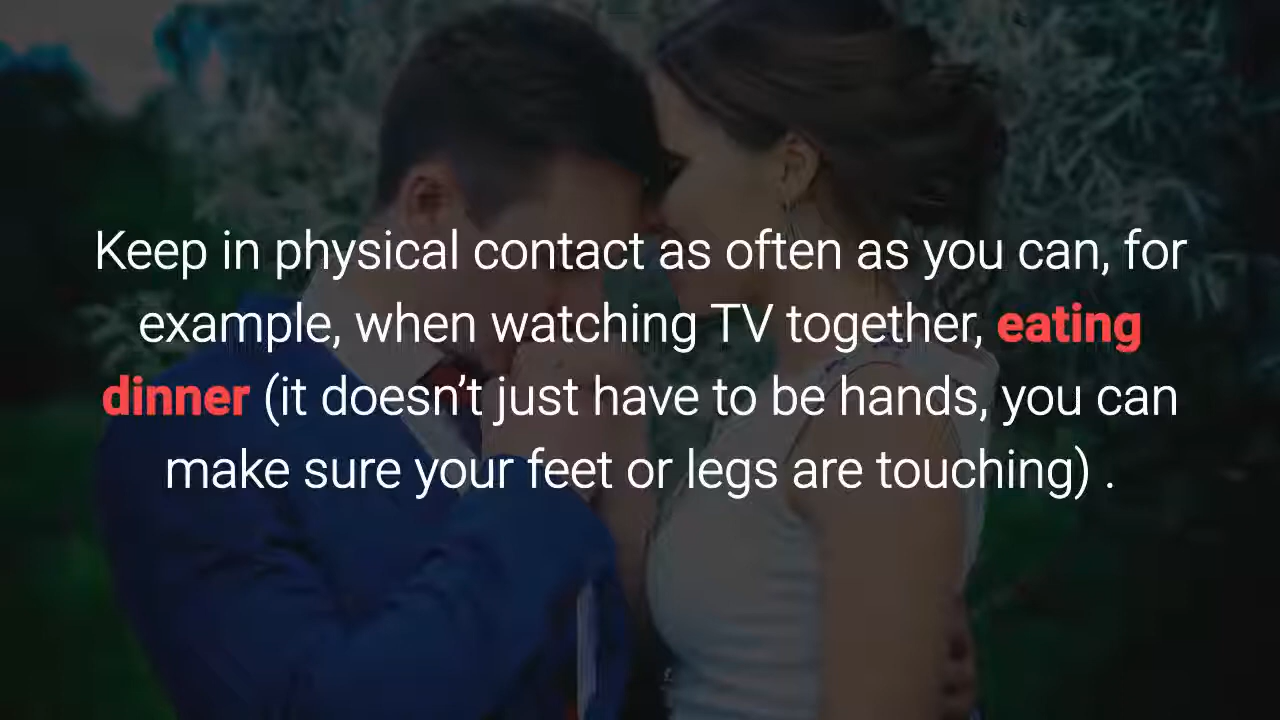 Keep in physical contact as often as you can, for
example, when watching TV together, eating
dinner (it doesn’t just have to be hands, you can
make sure your feet or legs are touching) .